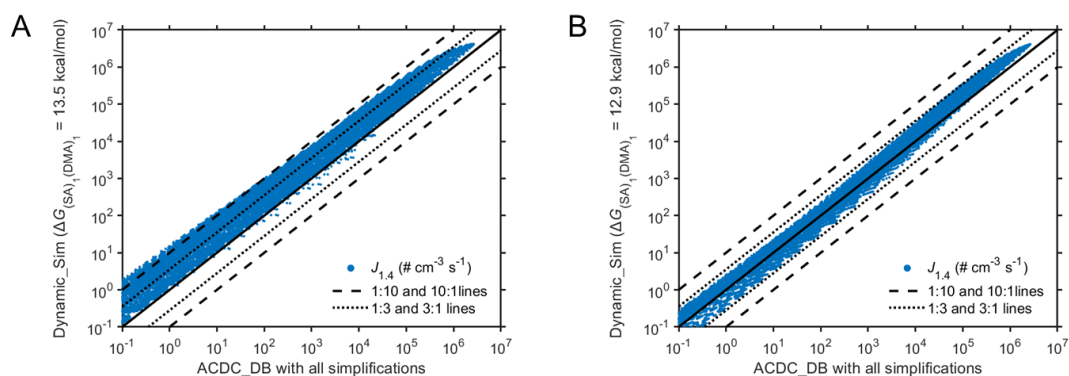 A
Dynamic_Sim (ΔG(SA)1(DMA)1 = 13.5 kcal/mol)
10^7
10^6
10^5
10^4
10^3
10^2
10^1
10^0
10^-1
J1.4 (# cm^-3 s^-1)
1:10 and 10:1lines
1:3 and 3:1 lines
10^-1 10^0 10^1 10^2 10^3 10^4 10^5 10^6 10^7
ACDC_DB with all simplifications
B
Dynamic_Sim (ΔG(SA)1(DMA)1 = 12.9 kcal/mol)
10^7
10^6
10^5
10^4
10^3
10^2
10^1
10^0
10^-1
J1.4 (# cm^-3 s^-1)
1:10 and 10:1lines
1:3 and 3:1 lines
10^-1 10^0 10^1 10^2 10^3 10^4 10^5 10^6 10^7
ACDC_DB with all simplifications